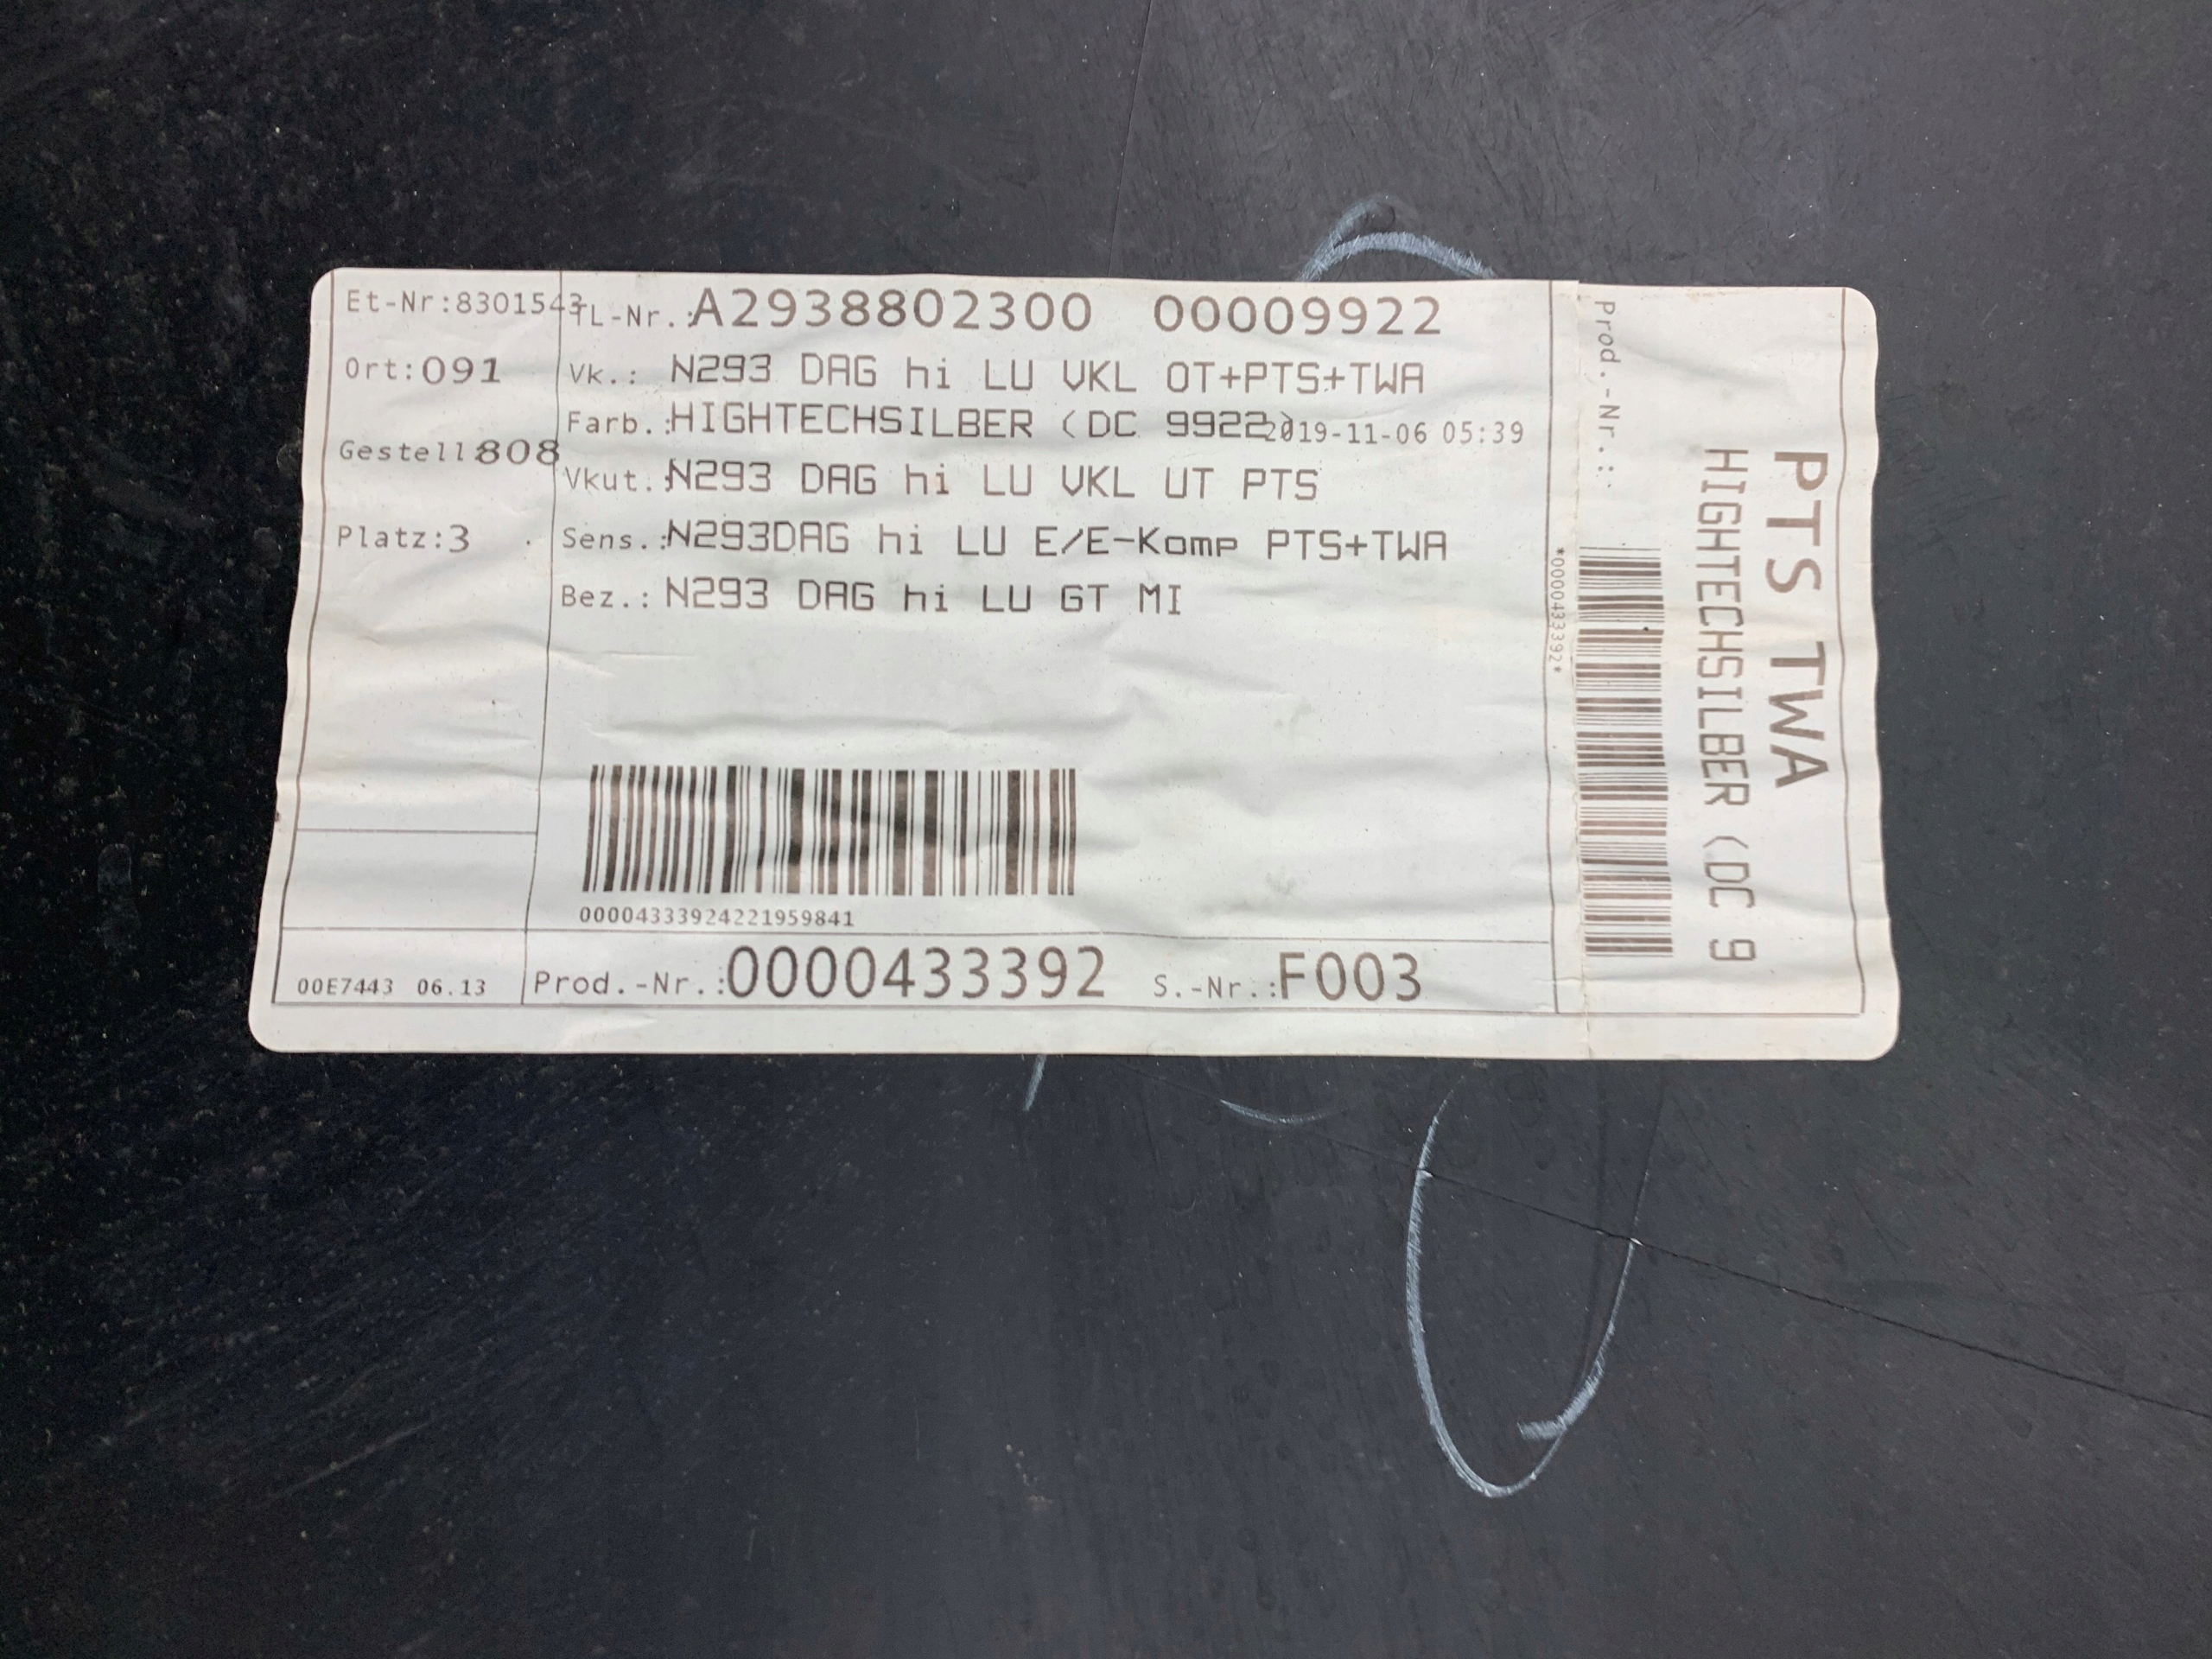 Et-Nr:8301543
TL-Nr.:A2938802300 00009922
Ort:091
Vk.: N293 DAG hi LU VKL OT+PTS+TWA
Farb.:HIGHTECHSILBER (DC 9922)
2019-11-06 05:39
Gestell808
Vkut.:N293 DAG hi LU VKL UT PTS
Platz:3
Sens.:N293DAG hi LU E/E-Komp PTS+TWA
Bez.: N293 DAG hi LU GT MI
00004333924221959841
00E7443 06.13
Prod.-Nr.:0000433392 S.-Nr.:F003
Prod.-Nr.:
*0000433392*
PTS TWA
HIGHTECHSILBER (DC 9